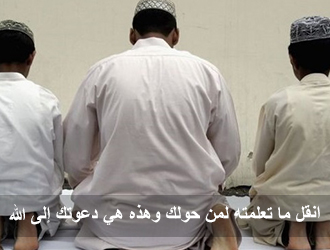 انقل ما تعلمته لمن حولك وهذه هي دعوتك إلى الله